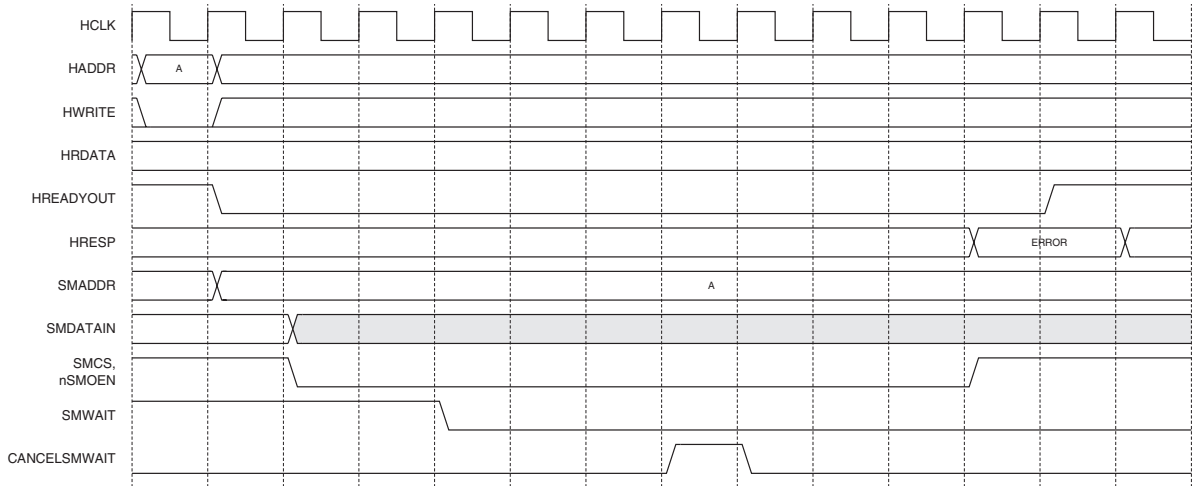 HCLK
HADDR
A
HWRITE
HRDATA
HREADYOUT
HRESP
ERROR
SMADDR
A
SMDATAIN
SMCS,
nSMOEN
SMWAIT
CANCELSMWAIT